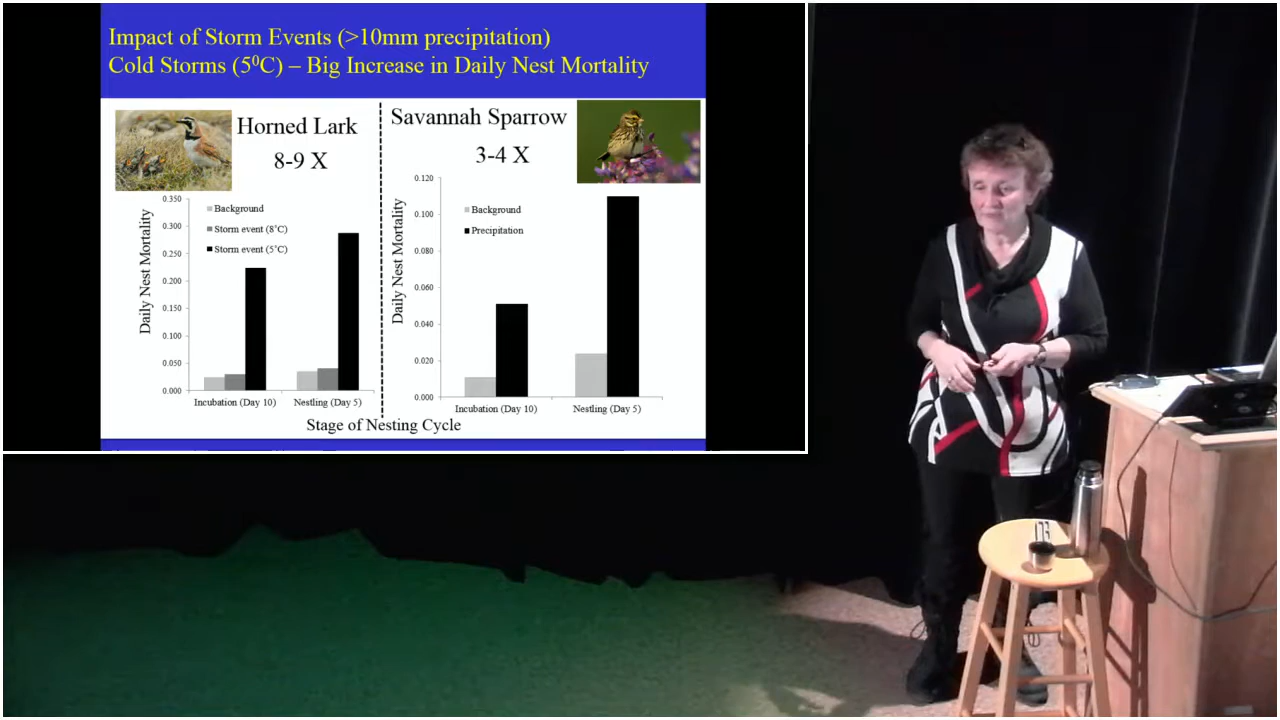 Impact of Storm Events (>10mm precipitation)
Cold Storms (5⁰C) – Big Increase in Daily Nest Mortality
Horned Lark
8-9 X
Daily Nest Mortality
0.350
0.300
0.250
0.200
0.150
0.100
0.050
0.000
Background
Storm event (8˚C)
Storm event (5˚C)
Incubation (Day 10)
Nestling (Day 5)
Savannah Sparrow
3-4 X
Daily Nest Mortality
0.120
0.100
0.080
0.060
0.040
0.020
0.000
Background
Precipitation
Incubation (Day 10)
Nestling (Day 5)
Stage of Nesting Cycle